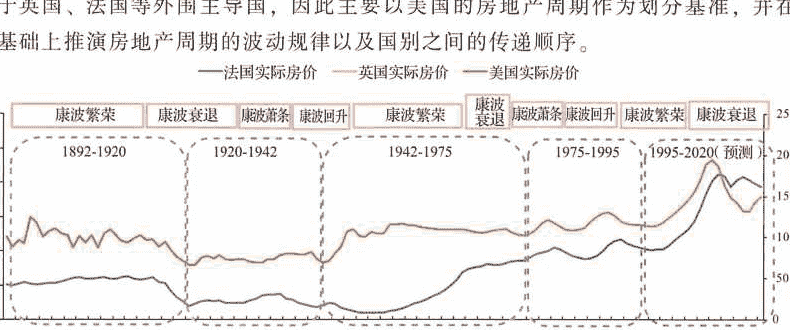 于英国、法国等外围主导国，因此主要以美国的房地产周期作为划分基准，并在
基础上推演房地产周期的波动规律以及国别之间的传递顺序。
法国实际房价 英国实际房价 美国实际房价
康波繁荣 康波衰退 康波萧条 康波回升 康波繁荣 康波衰退 康波萧条 康波回升 康波繁荣 康波衰退
1892-1920 1920-1942 1942-1975 1975-1995 1995-2020(预测)
25
20
15
10
50
0